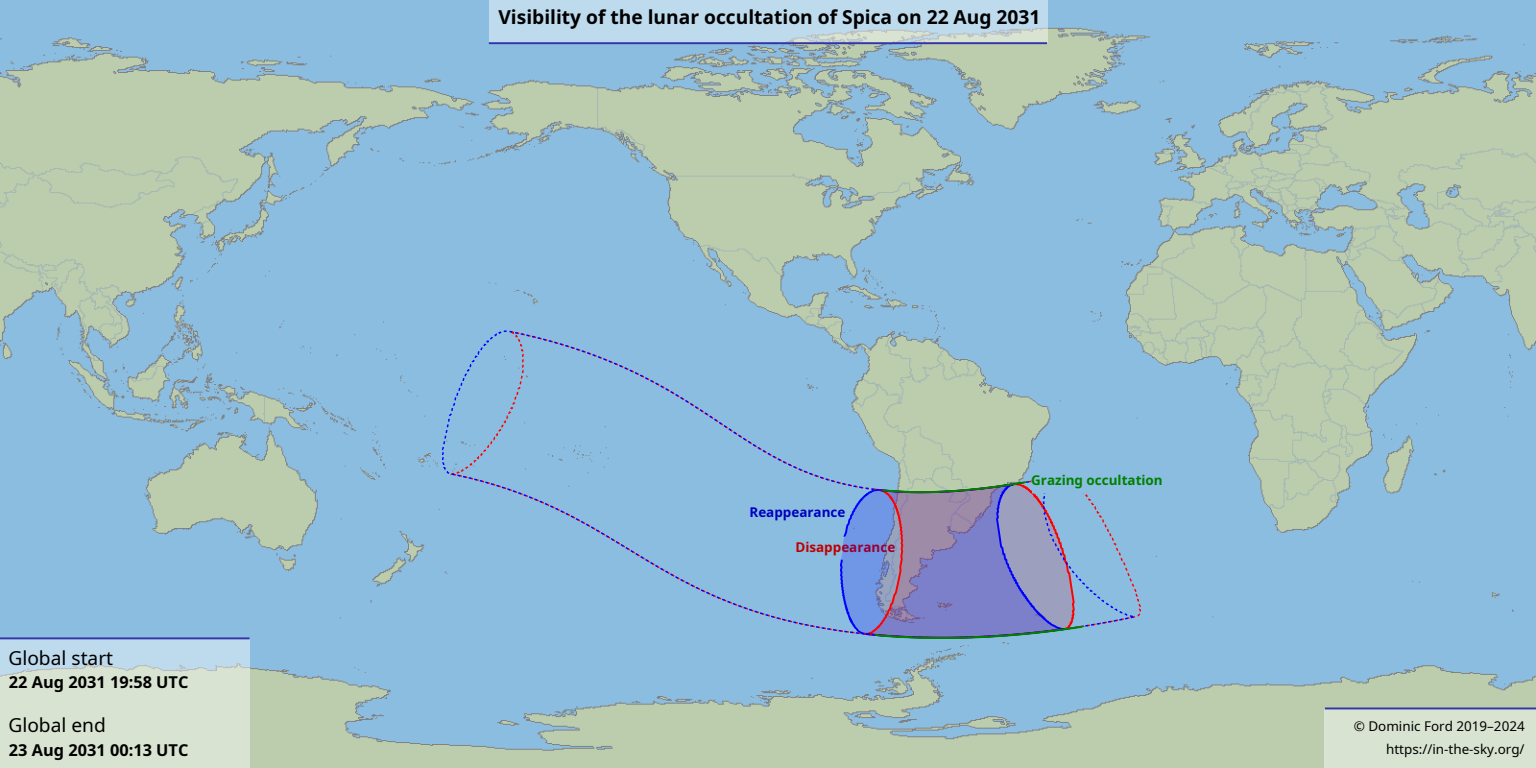 Visibility of the lunar occultation of Spica on 22 Aug 2031
Grazing occultation
Reappearance
Disappearance
Global start
22 Aug 2031 19:58 UTC
Global end
23 Aug 2031 00:13 UTC
© Dominic Ford 2019–2024
https://in-the-sky.org/